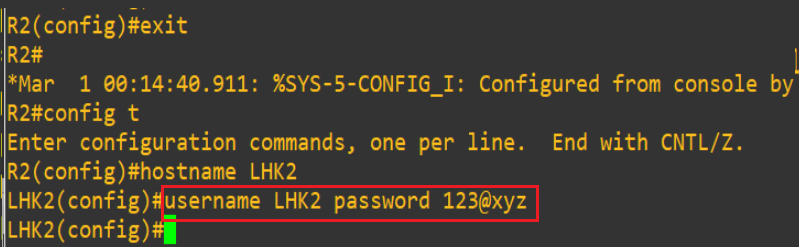 R2(config)#exit
R2#
*Mar  1 00:14:40.911: %SYS-5-CONFIG_I: Configured from console by
R2#config t
Enter configuration commands, one per line.  End with CNTL/Z.
R2(config)#hostname LHK2
LHK2(config)#username LHK2 password 123@xyz
LHK2(config)#